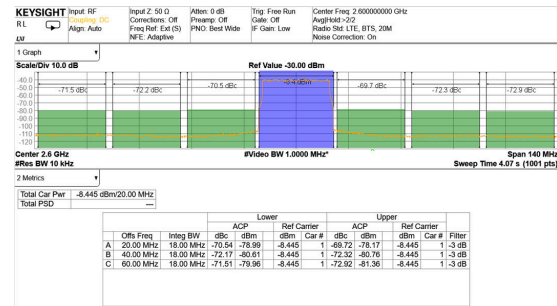 KEYSIGHT Input: RF Input Z: 50 Ω Atten: 0 dB Trig: Free Run Center Freq: 2.600000000 GHz
R L Coupling: DC Corrections: Off Preamp: Off Gate: Off Avg|Hold:>2/2
Align: Auto Freq Ref: Ext (S) PNO: Best Wide IF Gain: Low Radio Std: LTE, BTS, 20M
LXI NFE: Adaptive Noise Correction: On
1 Graph
Scale/Div 10.0 dB Ref Value -30.00 dBm
-40.0
-50.0
-60.0
-70.0
-80.0
-90.0
-100
-110
-120
-71.5 dBc -72.2 dBc -70.5 dBc -8.4 dBm -69.7 dBc -72.3 dBc -72.9 dBc
Center 2.6 GHz #Video BW 1.0000 MHz* Span 140 MHz
#Res BW 10 kHz Sweep Time 4.07 s (1001 pts)
2 Metrics
Total Car Pwr -8.445 dBm/20.00 MHz
Total PSD ---
Lower Upper
ACP Ref Carrier ACP Ref Carrier
Offs Freq Integ BW dBc dBm dBm Car # dBc dBm dBm Car # Filter
A 20.00 MHz 18.00 MHz -70.54 -78.99 -8.445 1 -69.72 -78.17 -8.445 1 -3 dB
B 40.00 MHz 18.00 MHz -72.17 -80.61 -8.445 1 -72.32 -80.76 -8.445 1 -3 dB
C 60.00 MHz 18.00 MHz -71.51 -79.96 -8.445 1 -72.92 -81.36 -8.445 1 -3 dB